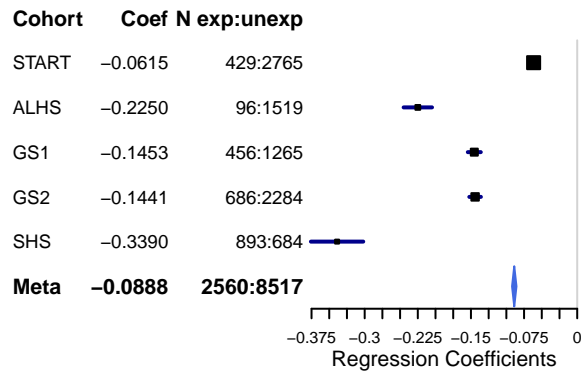 Cohort Coef N exp:unexp
START −0.0615 429:2765
ALHS −0.2250 96:1519
GS1 −0.1453 456:1265
GS2 −0.1441 686:2284
SHS −0.3390 893:684
Meta −0.0888 2560:8517
−0.375 −0.3 −0.225 −0.15 −0.075 0
Regression Coefficients